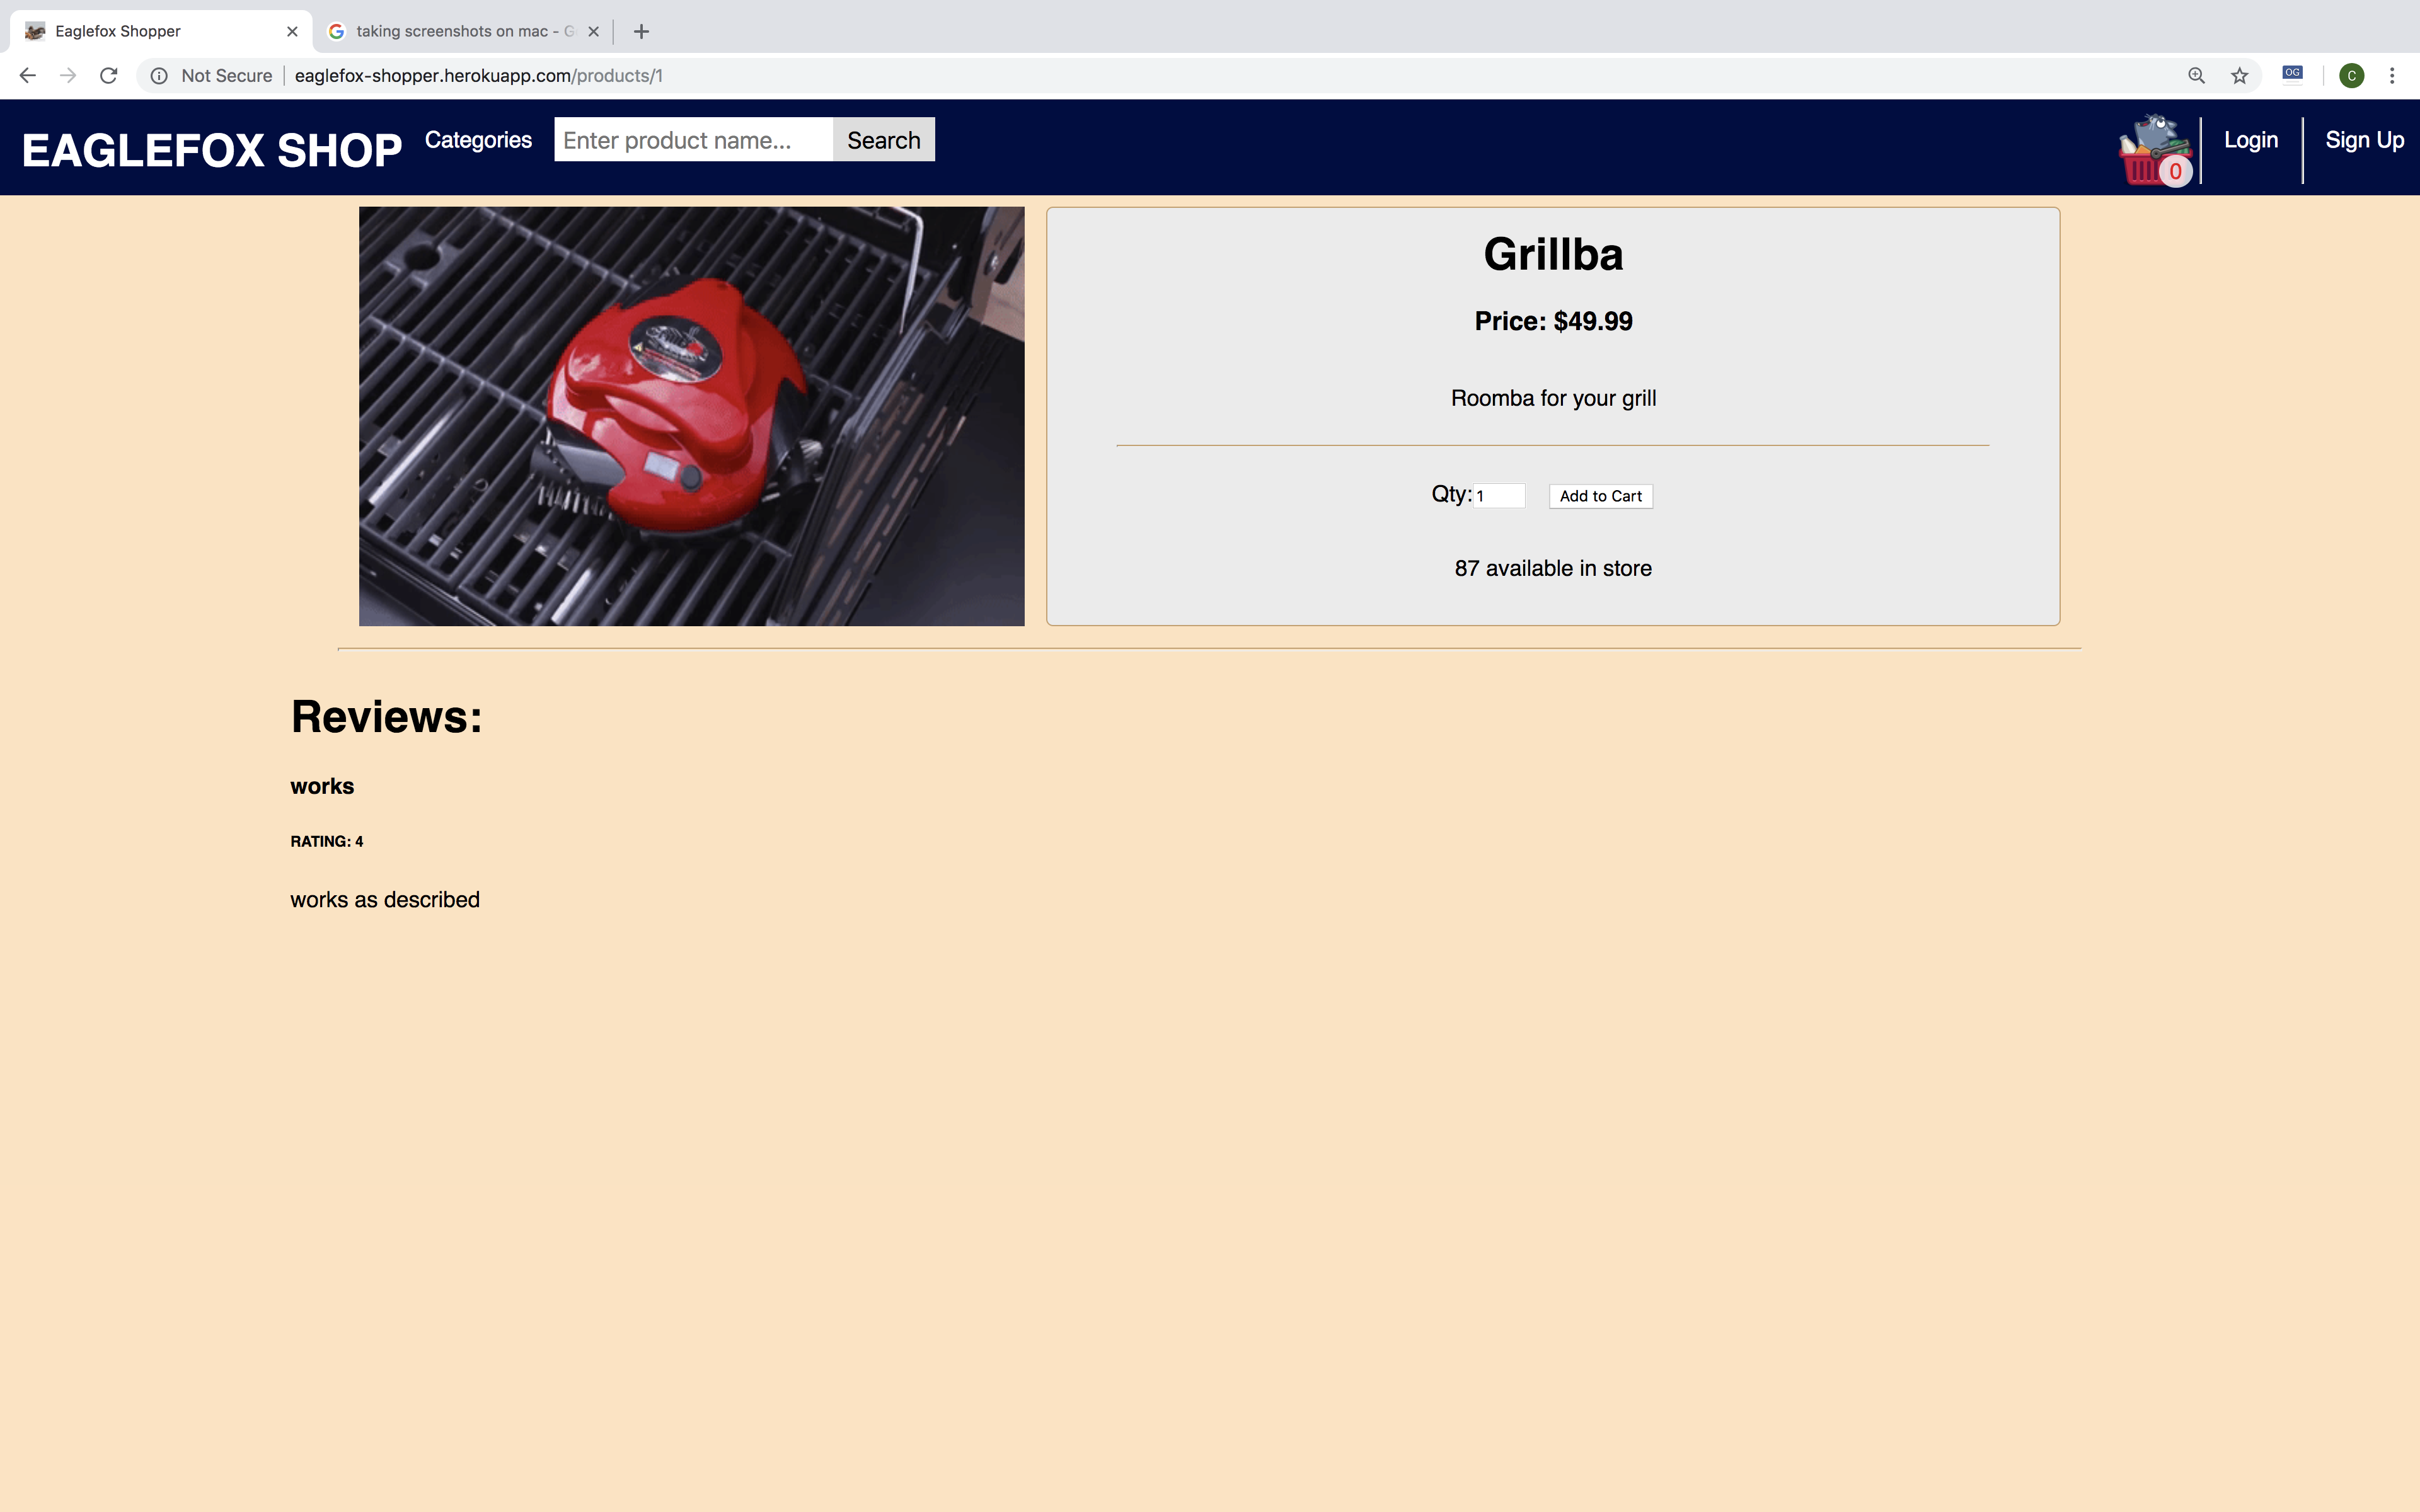 Eaglefox Shopper
taking screenshots on mac - G
Not Secure eaglefox-shopper.herokuapp.com/products/1
OG
C
EAGLEFOX SHOP Categories Enter product name... Search 0 Login Sign Up
Grillba
Price: $49.99
Roomba for your grill
Qty: 1 Add to Cart
87 available in store
Reviews:
works
RATING: 4
works as described